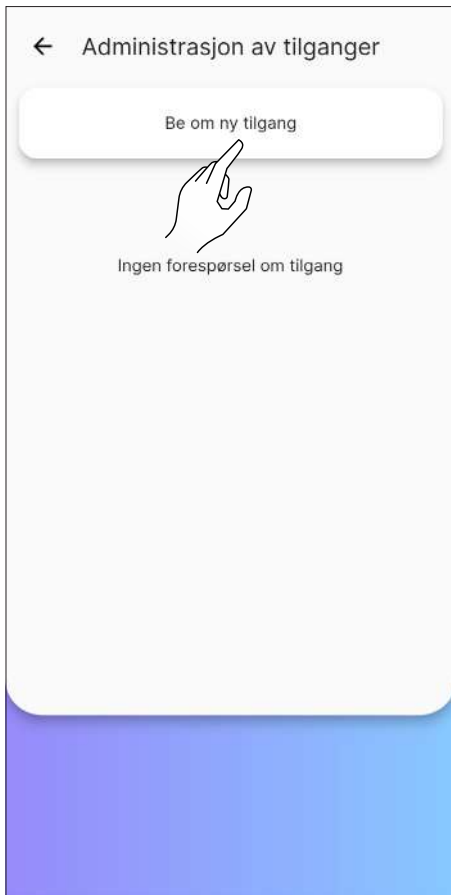 Administrasjon av tilganger
Be om ny tilgang
Ingen forespørsel om tilgang